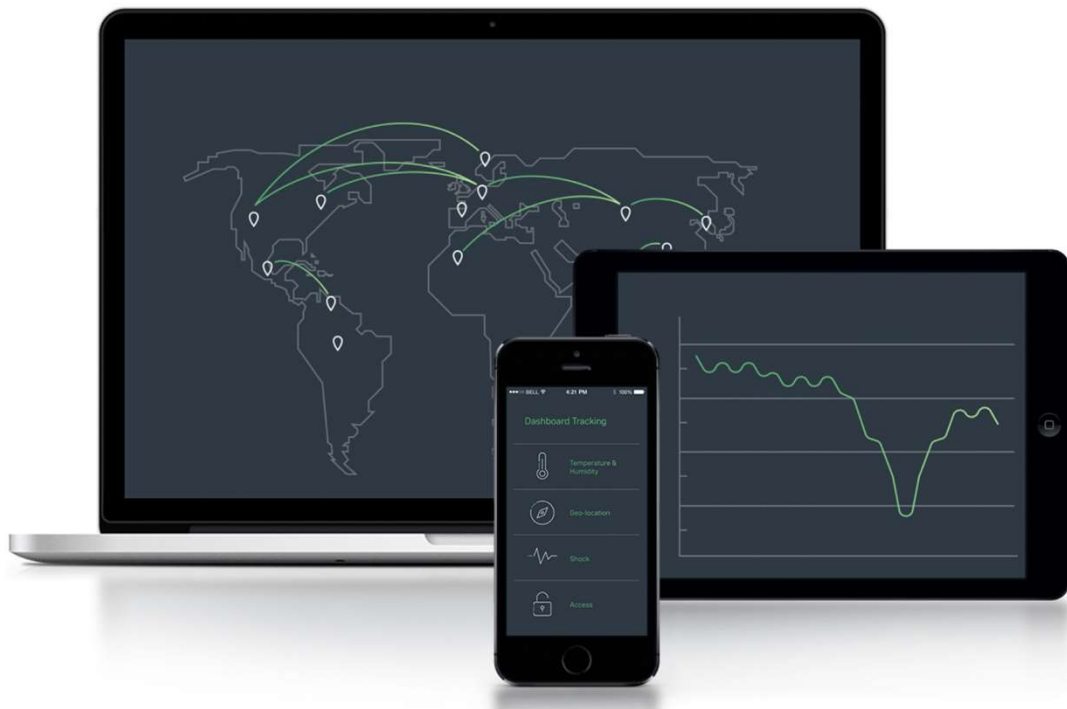 BELL 4:21 PM 100%
Dashboard Tracking
Temperature &
Humidity
Geo-location
Shock
Access